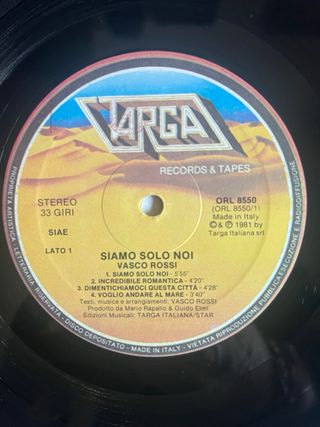 TARGA
RECORDS & TAPES
STEREO
33 GIRI
SIAE
LATO 1
ORL 8550
(ORL 8550/1)
Made in Italy
© & ℗ 1981 by
Targa Italiana srl
SIAMO SOLO NOI
VASCO ROSSI
1. SIAMO SOLO NOI - 5'55"
2. INCREDIBILE ROMANTICA - 4'20"
3. DIMENTICHIAMOCI QUESTA CITTÀ - 4'28"
4. VOGLIO ANDARE AL MARE - 3'40"
Testi, musica e arrangiamenti: VASCO ROSSI
Prodotto da Mario Rapallo & Guido Elmi
Edizioni Musicali: TARGA ITALIANA/STAR
PROPRIETÀ ARTISTICA, LETTERARIA RISERVATA - DISCO DEPOSITATO - MADE IN ITALY - VIETATA RIPRODUZIONE PUBBLICA ESECUZIONE E RADIODIFFUSIONE